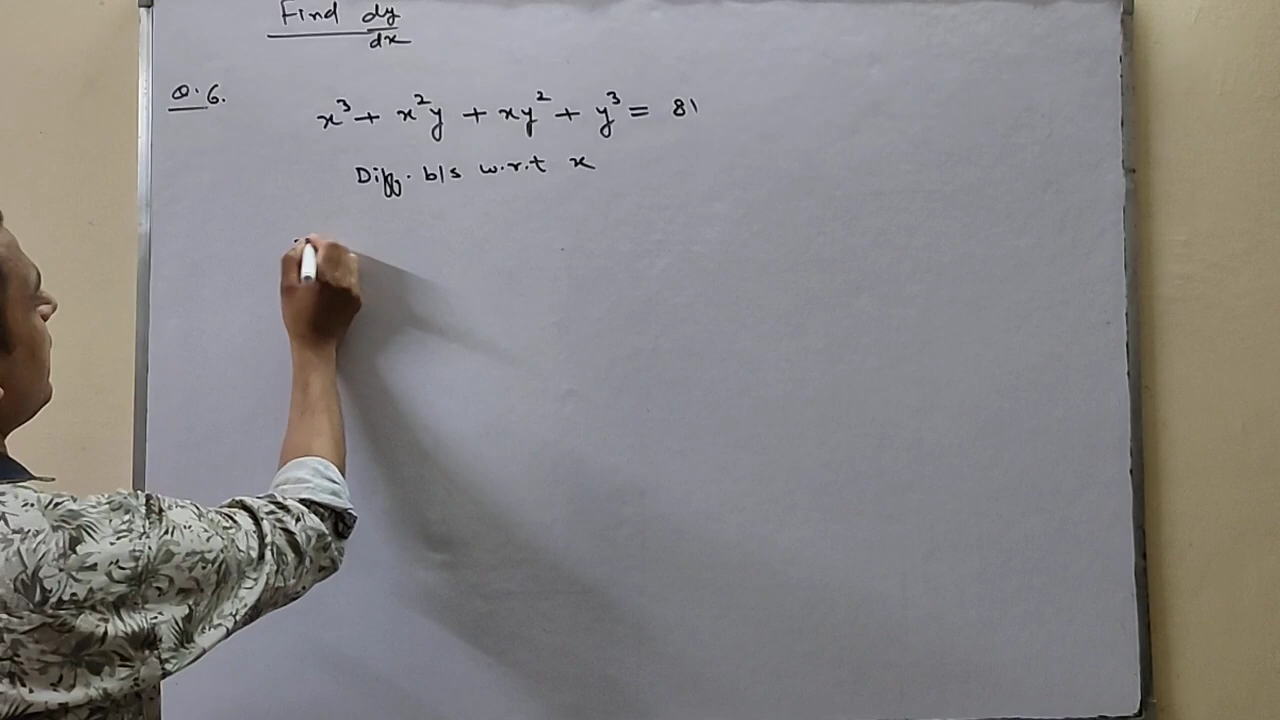 Find dy/dx
Q.6.
x³ + x²y + xy² + y³ = 81
Diff. b/s w.r.t x